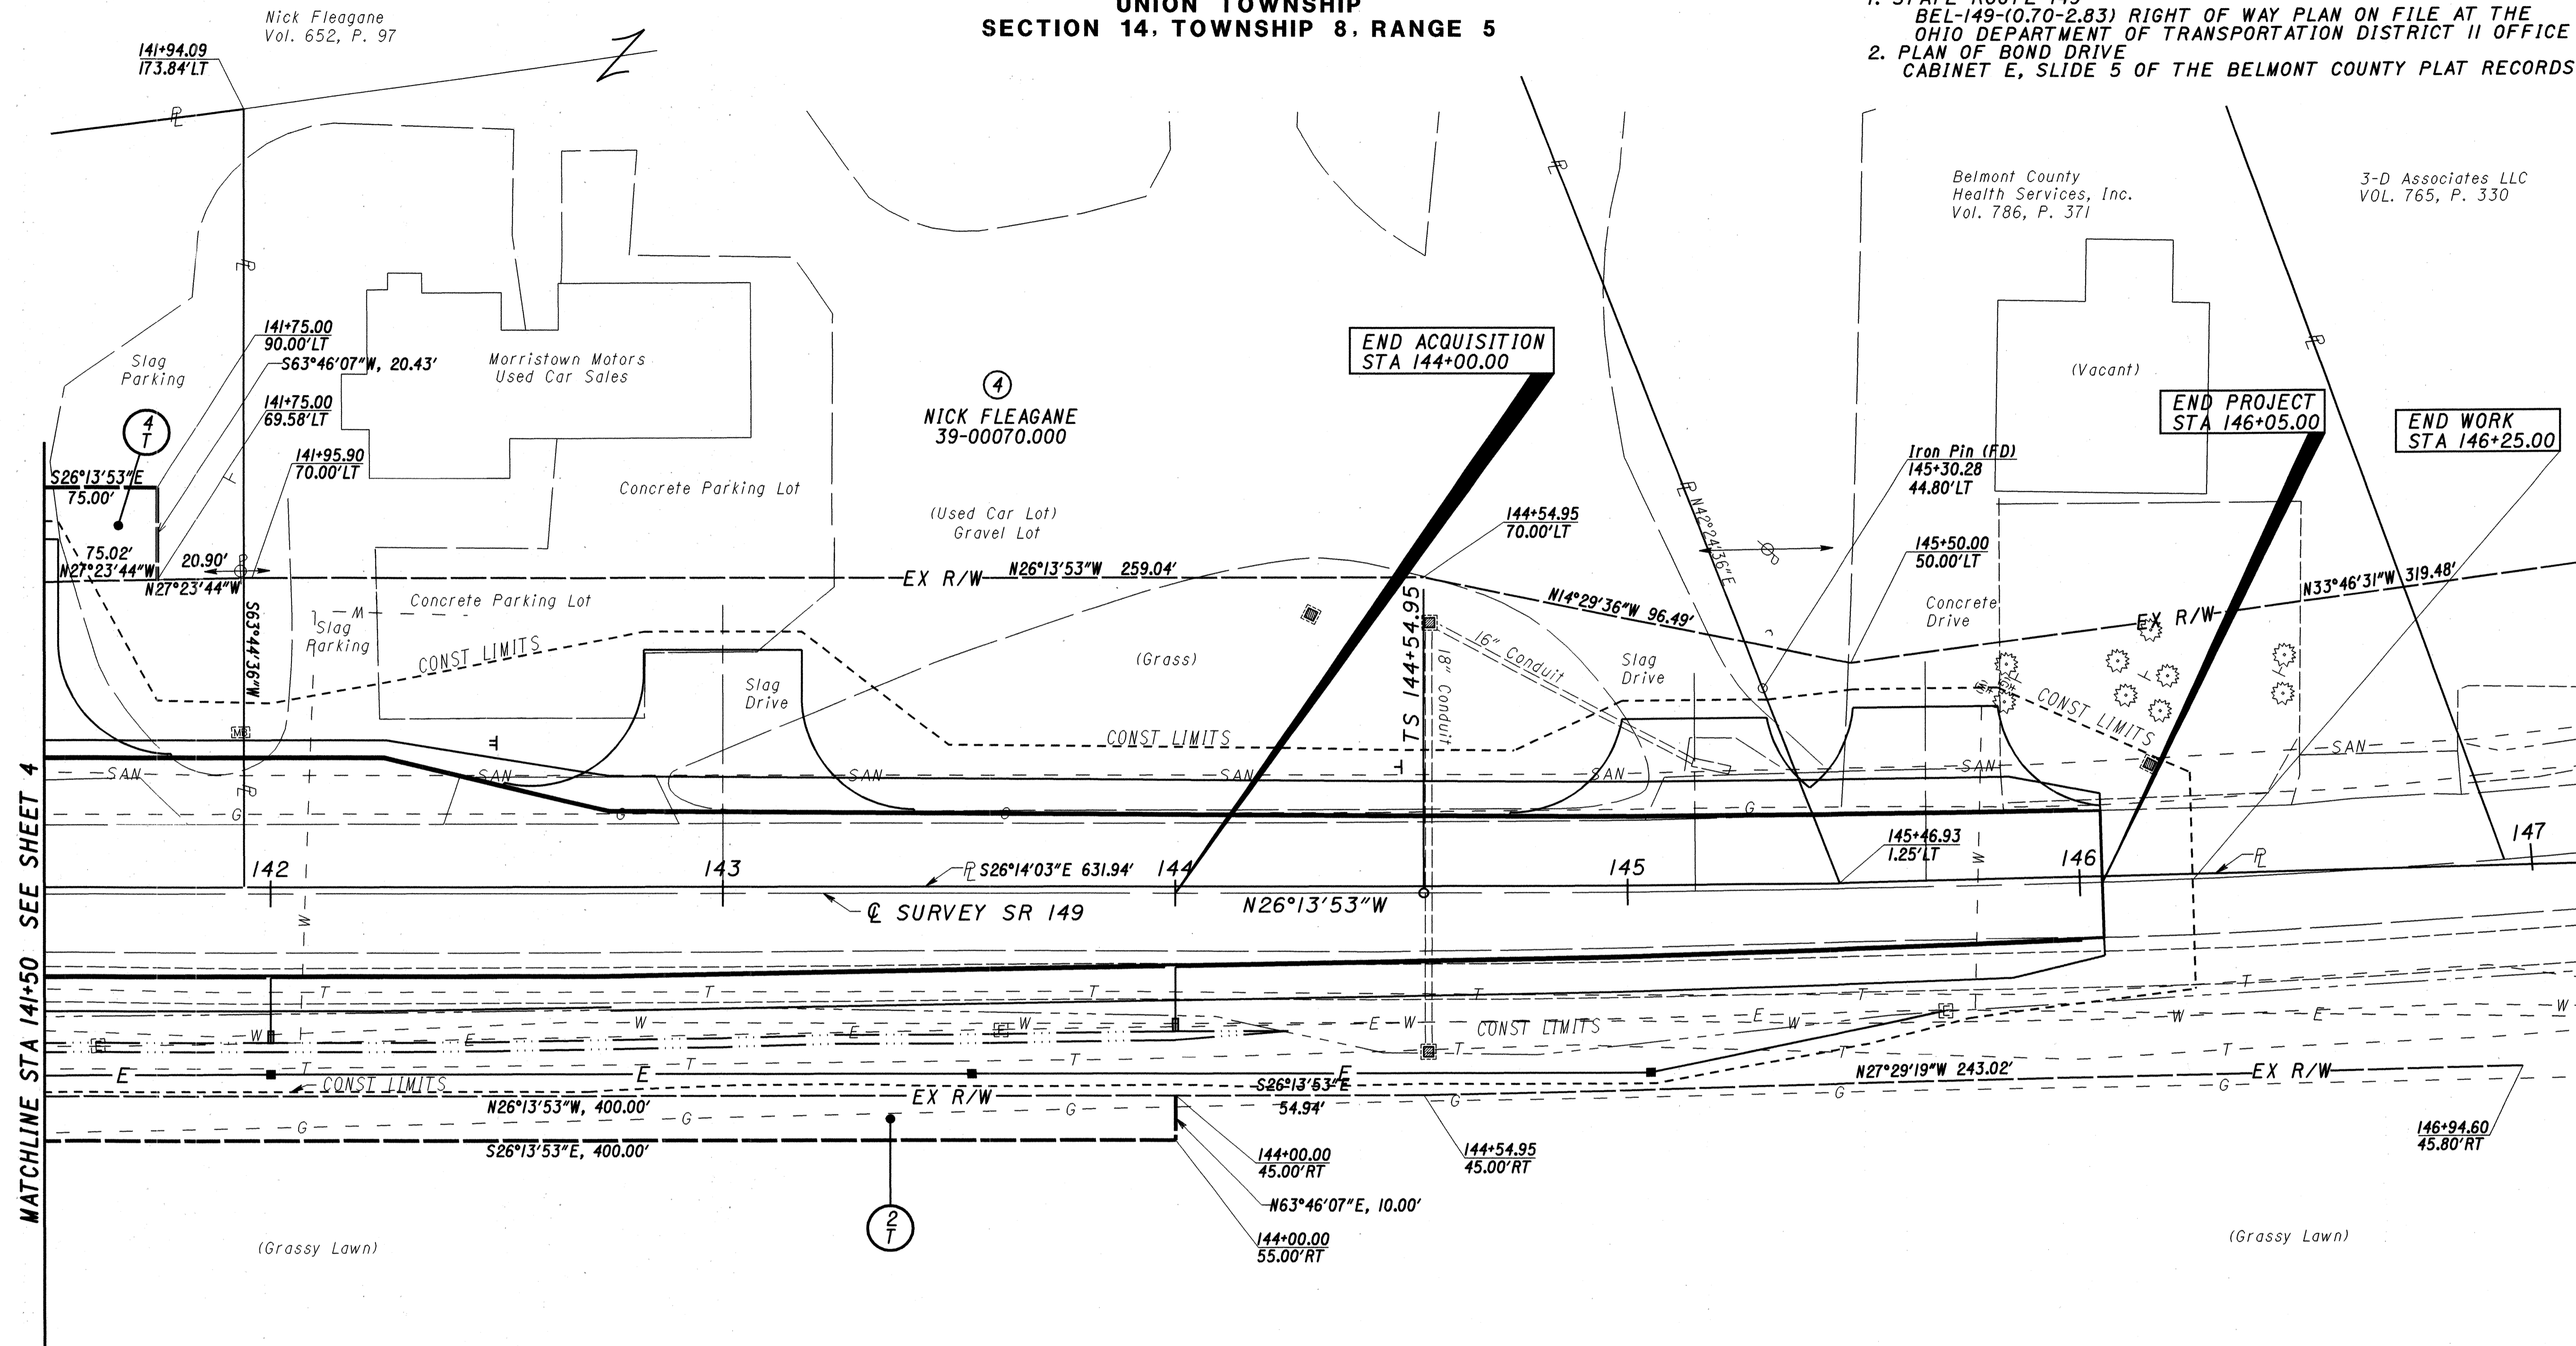 UNION TOWNSHIP
SECTION 14, TOWNSHIP 8, RANGE 5
1. STATE ROUTE 149
BEL-149-(0.70-2.83) RIGHT OF WAY PLAN ON FILE AT THE
OHIO DEPARTMENT OF TRANSPORTATION DISTRICT 11 OFFICE
2. PLAN OF BOND DRIVE
CABINET E, SLIDE 5 OF THE BELMONT COUNTY PLAT RECORDS
Nick Fleagane
Vol. 652, P. 97
141+94.09
173.84'LT
Z
PL
PL
PL
PL
PL
PL
PL
Belmont County
Health Services, Inc.
Vol. 786, P. 371
3-D Associates LLC
VOL. 765, P. 330
Slag
Parking
141+75.00
90.00'LT
S63°46'07"W, 20.43'
141+75.00
69.58'LT
141+95.90
70.00'LT
4
T
S26°13'53"E
75.00'
75.02'
N27°23'44"W
20.90'
N27°23'44"W
S63°44'36"W
Morristown Motors
Used Car Sales
Concrete Parking Lot
4
NICK FLEAGANE
39-00070.000
(Used Car Lot)
Gravel Lot
END ACQUISITION
STA 144+00.00
144+54.95
70.00'LT
N42°24'36"E
Iron Pin (FD)
145+30.28
44.80'LT
145+50.00
50.00'LT
(Vacant)
END PROJECT
STA 146+05.00
END WORK
STA 146+25.00
EX R/W
N26°13'53"W 259.04'
N14°29'36"W 96.49'
EX R/W
N33°46'31"W 319.48'
Concrete Parking Lot
W
Slag
Parking
CONST LIMITS
Slag
Drive
(Grass)
CONST LIMITS
TS 144+54.95
18" Conduit
16" Conduit
Slag
Drive
Concrete
Drive
CONST LIMITS
MB
SAN
SAN
SAN
SAN
SAN
SAN
SAN
G
G
G
G
142
143
144
145
146
147
PL S26°14'03"E 631.94'
CL SURVEY SR 149
N26°13'53"W
145+46.93
1.25'LT
PL
W
W
MATCHLINE STA 141+50 SEE SHEET 4
T
T
T
T
T
T
W
W
W
W
W
W
W
E
E
E
E
E
E
E
E
E
CONST LIMITS
T
T
T
T
T
T
E
E
E
CONST LIMITS
S26°13'53"E
54.94'
N27°29'19"W 243.02'
EX R/W
N26°13'53"W, 400.00'
EX R/W
G
G
G
G
G
G
S26°13'53"E, 400.00'
144+00.00
45.00'RT
144+54.95
45.00'RT
N63°46'07"E, 10.00'
144+00.00
55.00'RT
146+94.60
45.80'RT
2
T
(Grassy Lawn)
(Grassy Lawn)